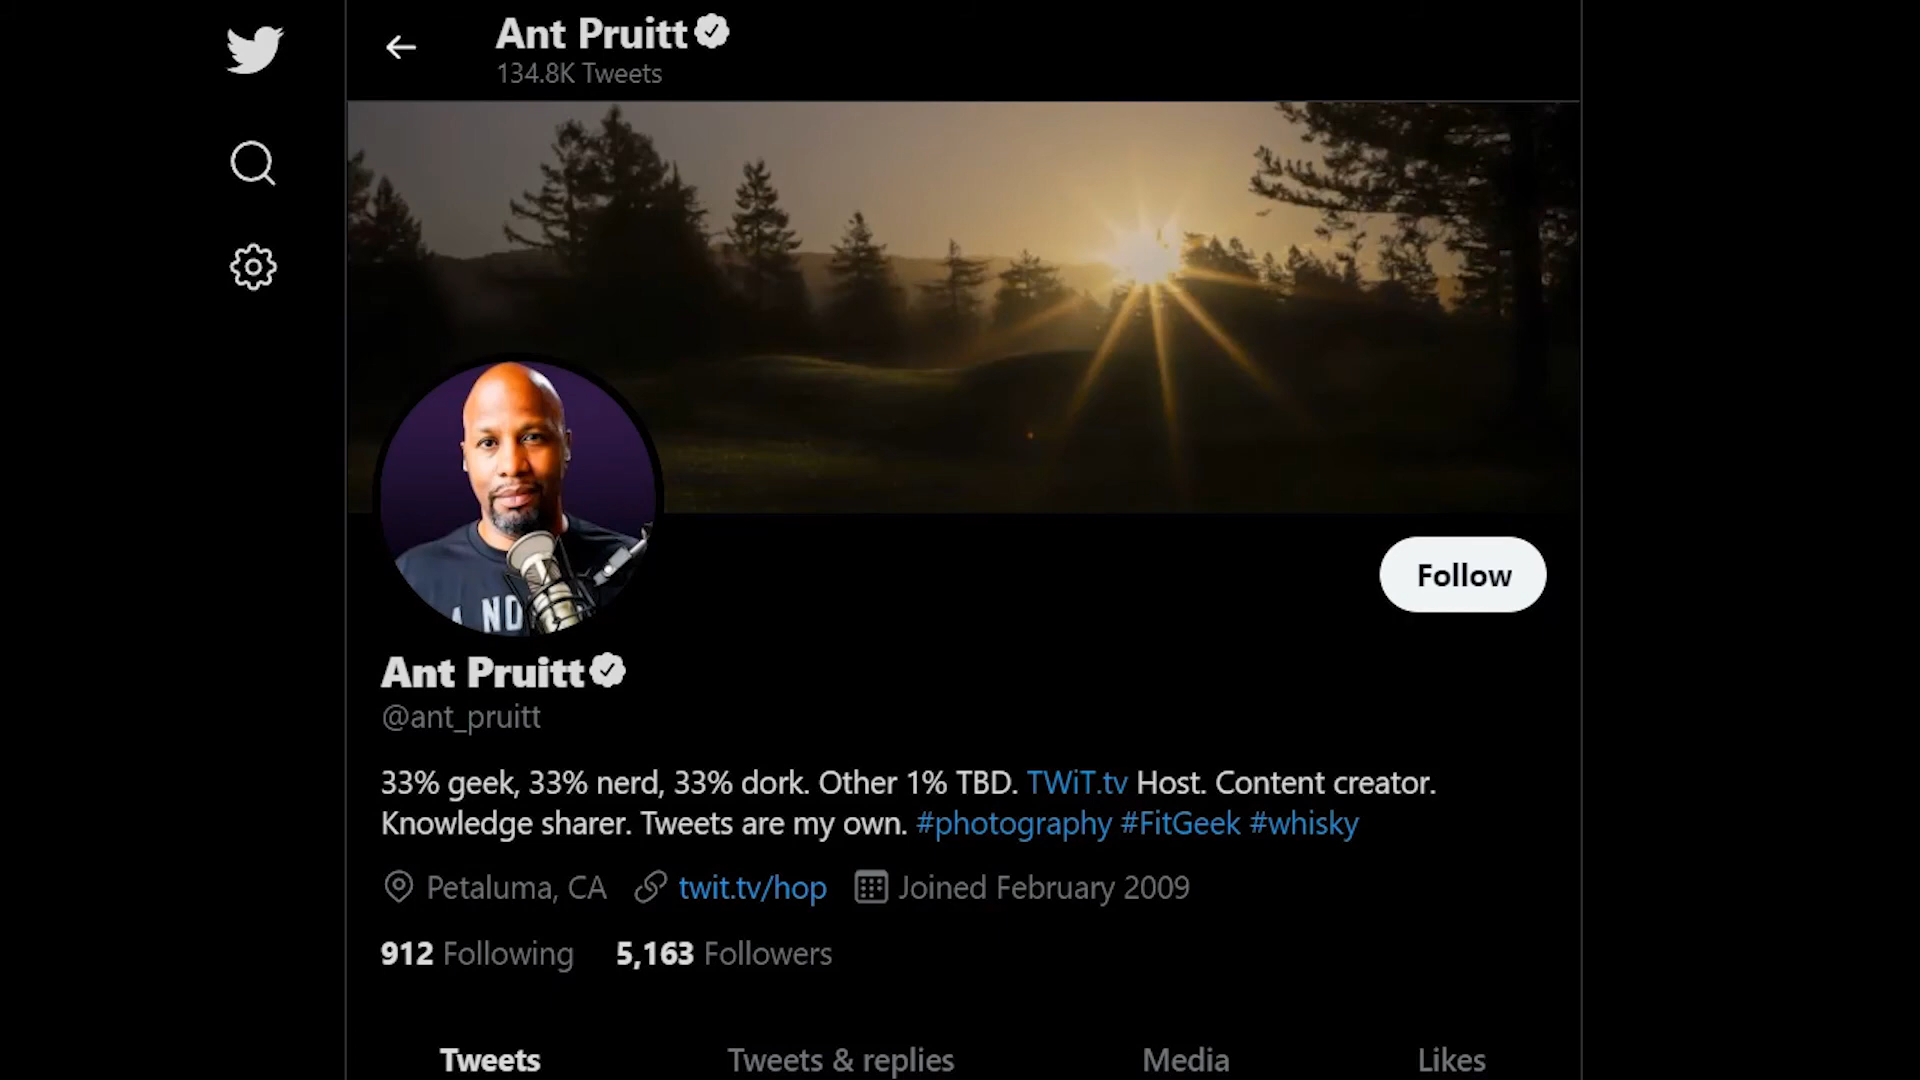 Ant Pruitt
134.8K Tweets
A ND
Follow
Ant Pruitt
@ant_pruitt
33% geek, 33% nerd, 33% dork. Other 1% TBD. TWiT.tv Host. Content creator.
Knowledge sharer. Tweets are my own. #photography #FitGeek #whisky
Petaluma, CA twit.tv/hop Joined February 2009
912 Following 5,163 Followers
Tweets Tweets & replies Media Likes